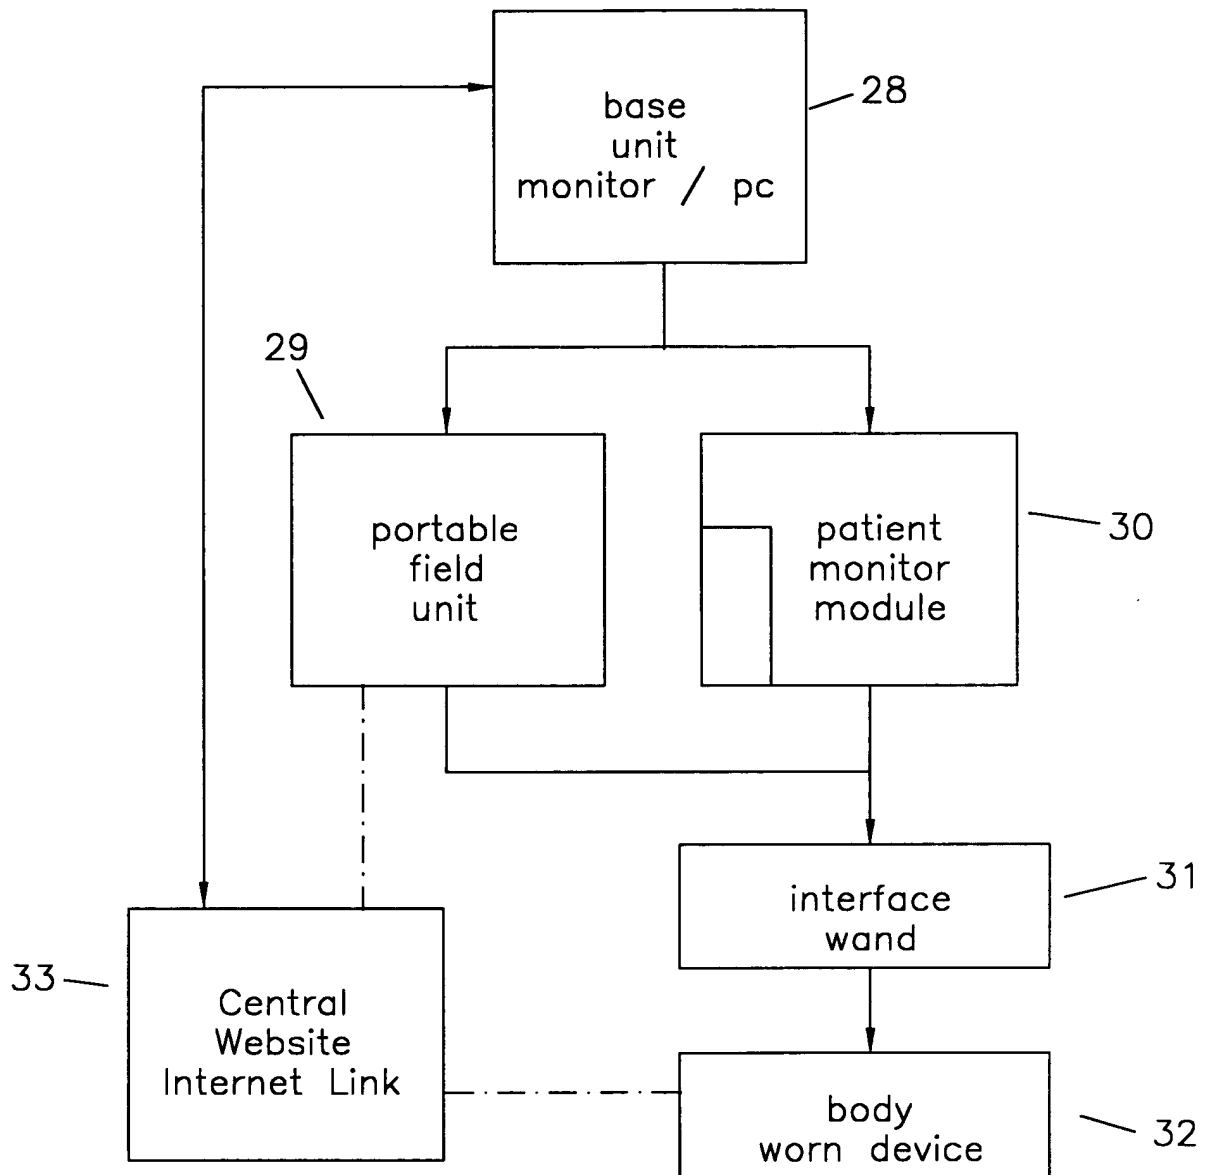 base
unit
monitor / pc
28
29
portable
field
unit
patient
monitor
module
30
interface
wand
31
33
Central
Website
Internet Link
body
worn device
32